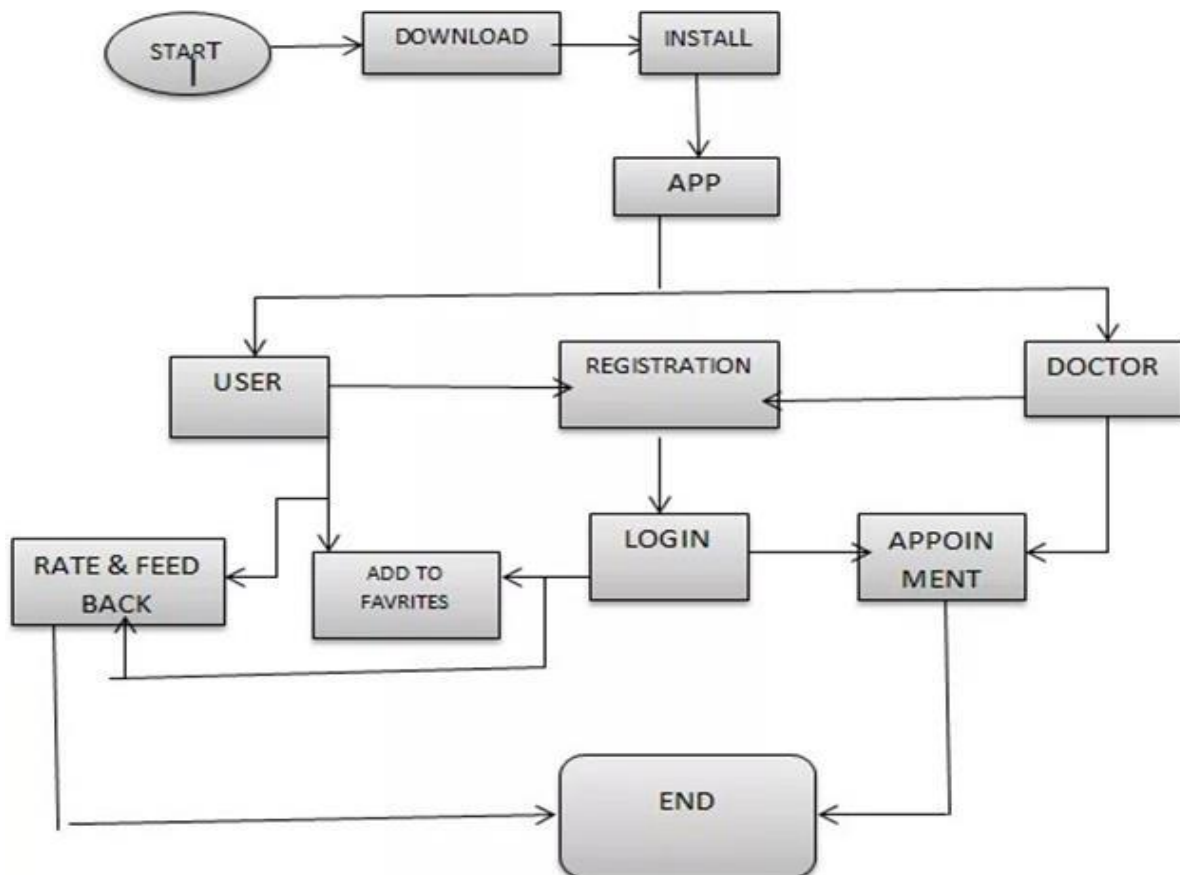 START
DOWNLOAD
INSTALL
APP
USER
REGISTRATION
DOCTOR
RATE & FEED
BACK
ADD TO
FAVRITES
LOGIN
APPOIN
MENT
END